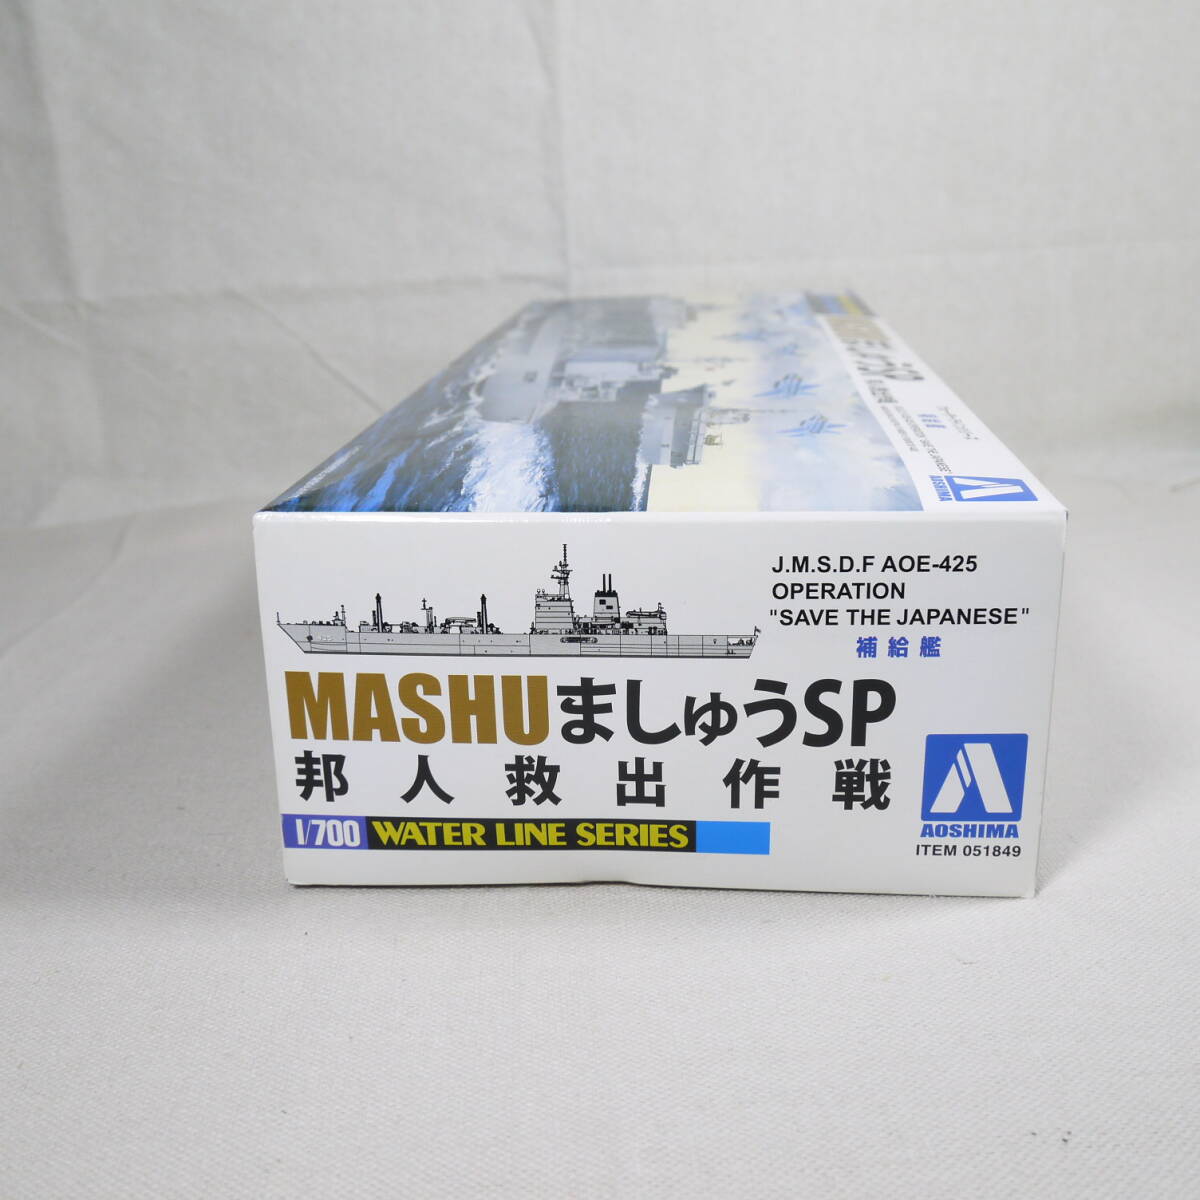 AOSHIMA
J.M.S.D.F AOE-425
OPERATION
"SAVE THE JAPANESE"
補給艦
MASHUましゅうSP
邦人救出作戦
1/700 WATER LINE SERIES
AOSHIMA
ITEM 051849